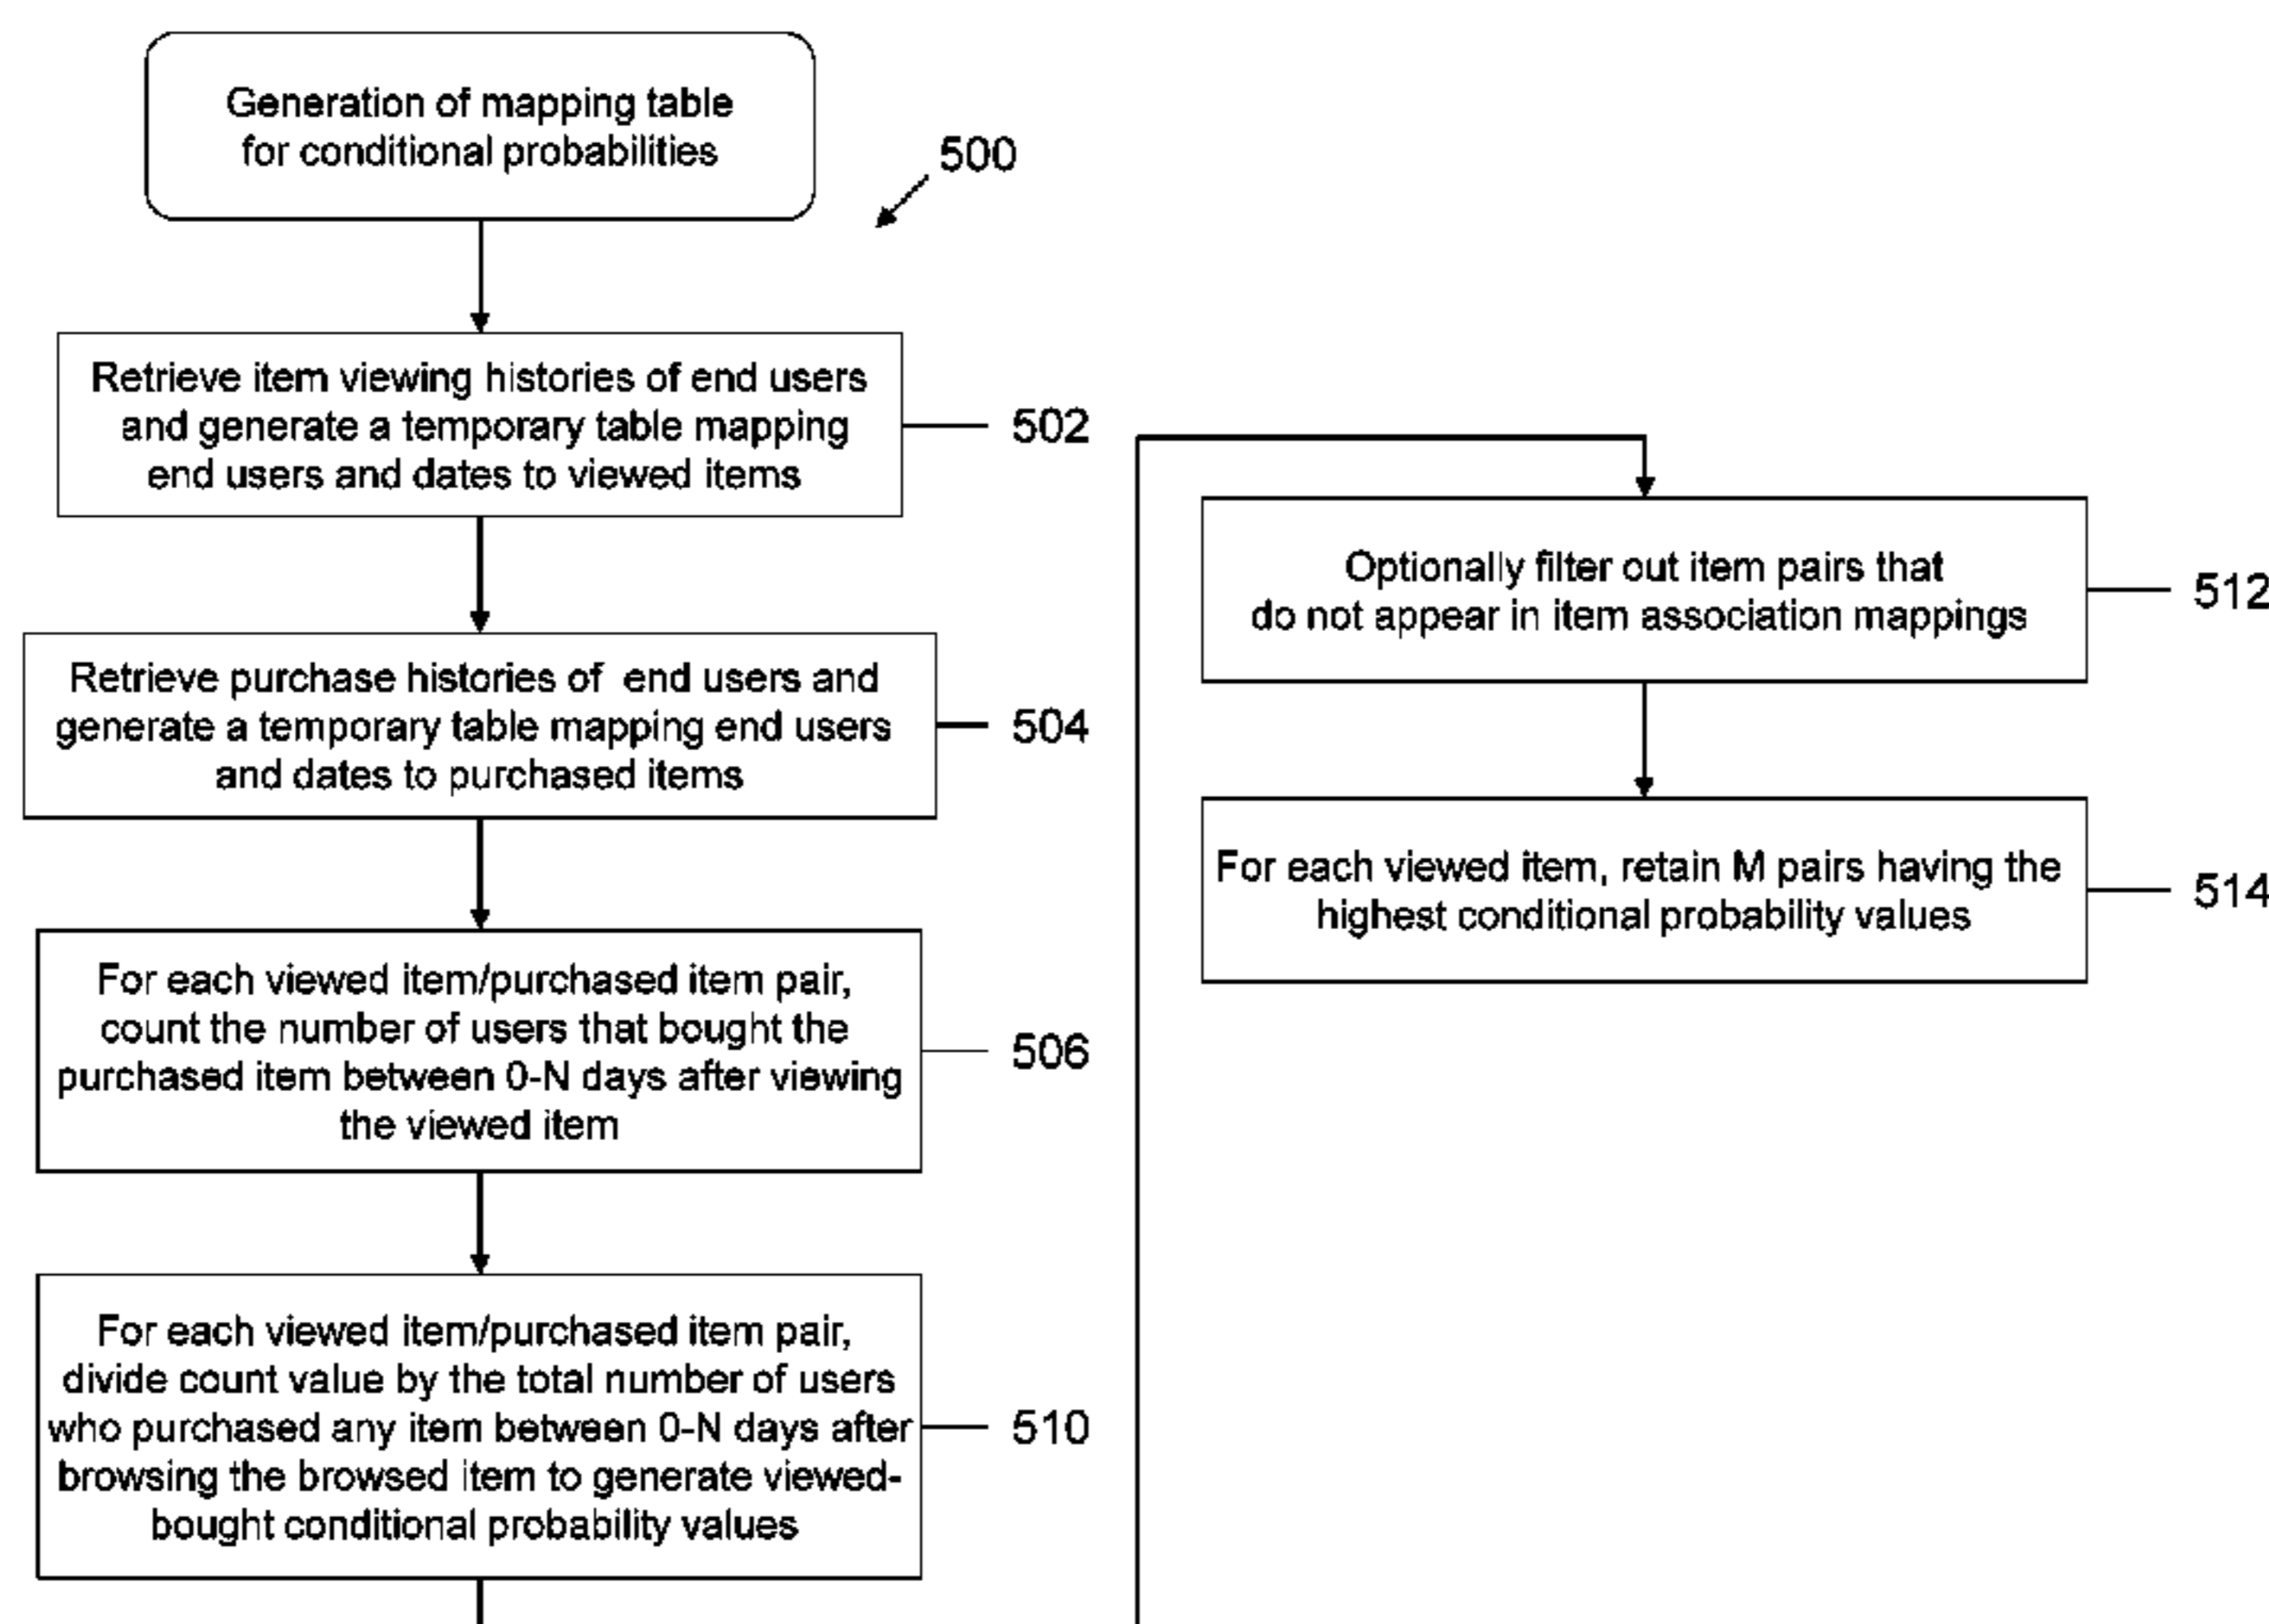 Generation of mapping table
for conditional probabilities
500
Retrieve item viewing histories of end users
and generate a temporary table mapping
end users and dates to viewed items
502
Retrieve purchase histories of end users and
generate a temporary table mapping end users
and dates to purchased items
504
For each viewed item/purchased item pair,
count the number of users that bought the
purchased item between 0-N days after viewing
the viewed item
506
For each viewed item/purchased item pair,
divide count value by the total number of users
who purchased any item between 0-N days after
browsing the browsed item to generate viewed-
bought conditional probability values
510
Optionally filter out item pairs that
do not appear in item association mappings
512
For each viewed item, retain M pairs having the
highest conditional probability values
514